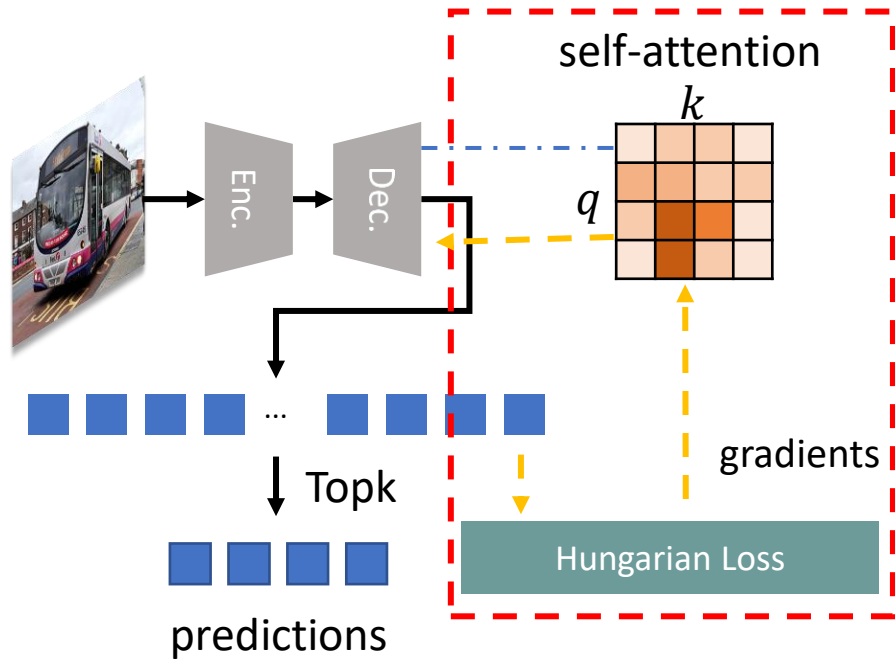 self-attention
k
q
Enc.
Dec.
...
Topk
gradients
Hungarian Loss
predictions